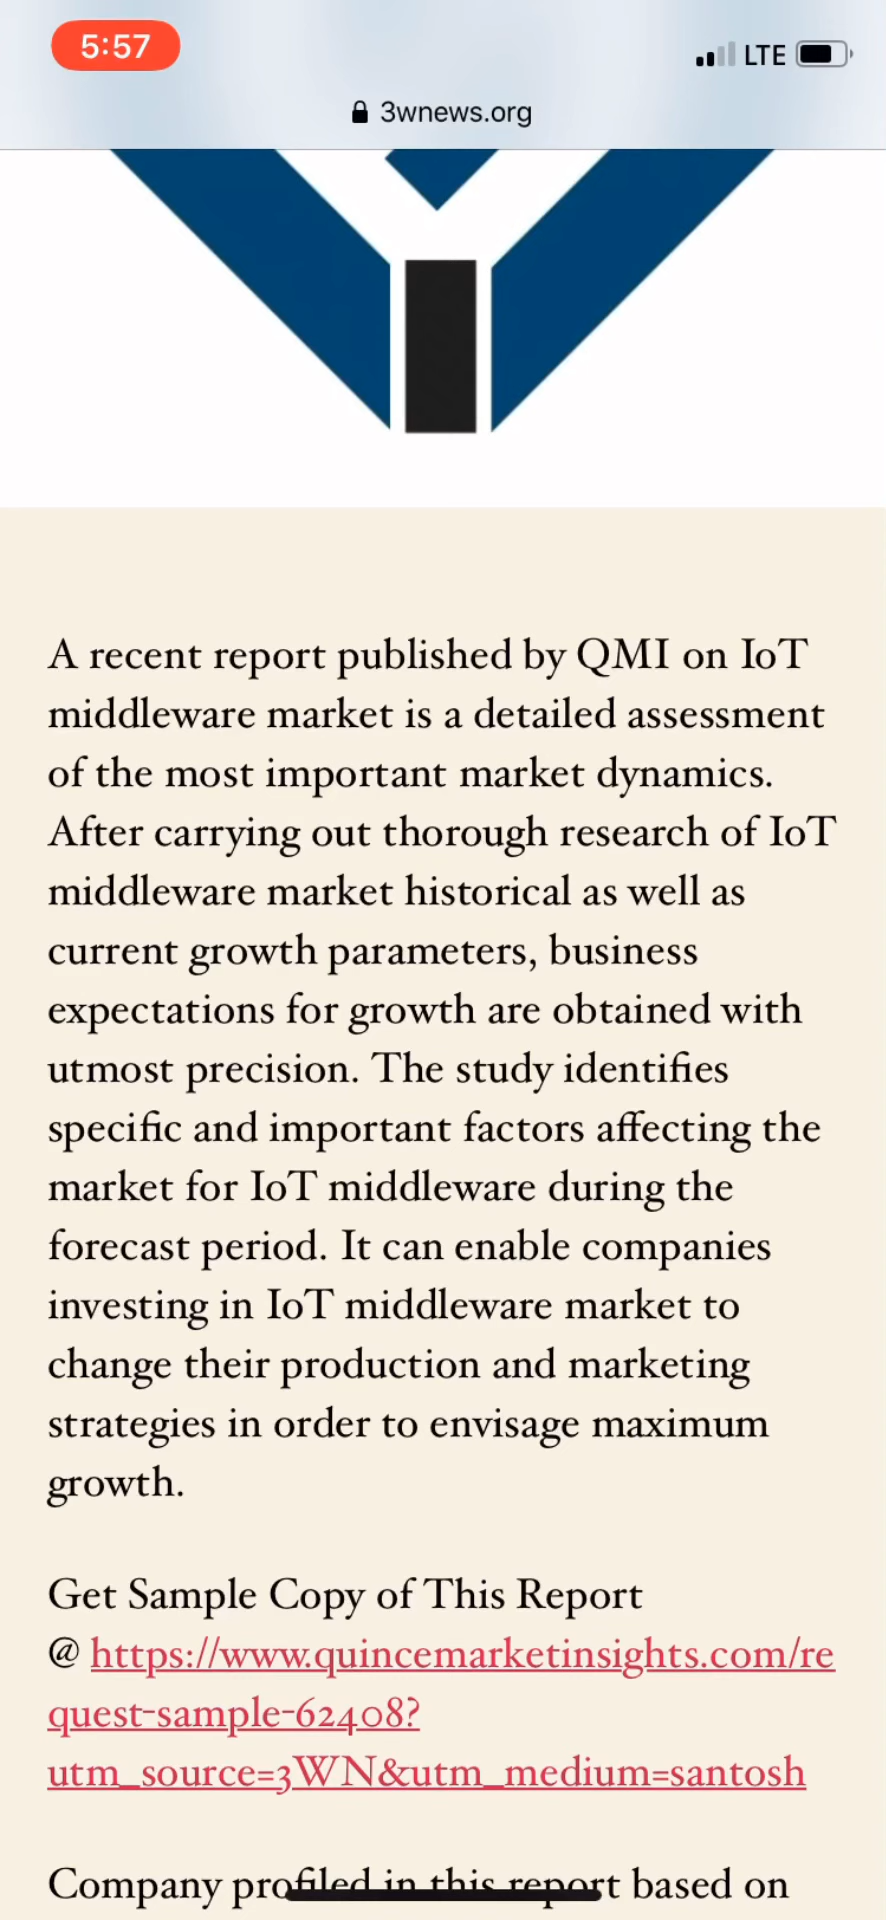 5:57
LTE
3wnews.org
A recent report published by QMI on IoT
middleware market is a detailed assessment
of the most important market dynamics.
After carrying out thorough research of IoT
middleware market historical as well as
current growth parameters, business
expectations for growth are obtained with
utmost precision. The study identifies
specific and important factors affecting the
market for IoT middleware during the
forecast period. It can enable companies
investing in IoT middleware market to
change their production and marketing
strategies in order to envisage maximum
growth.
Get Sample Copy of This Report
@ https://www.quincemarketinsights.com/re
quest-sample-62408?
utm_source=3WN&utm_medium=santosh
Company profiled in this report based on